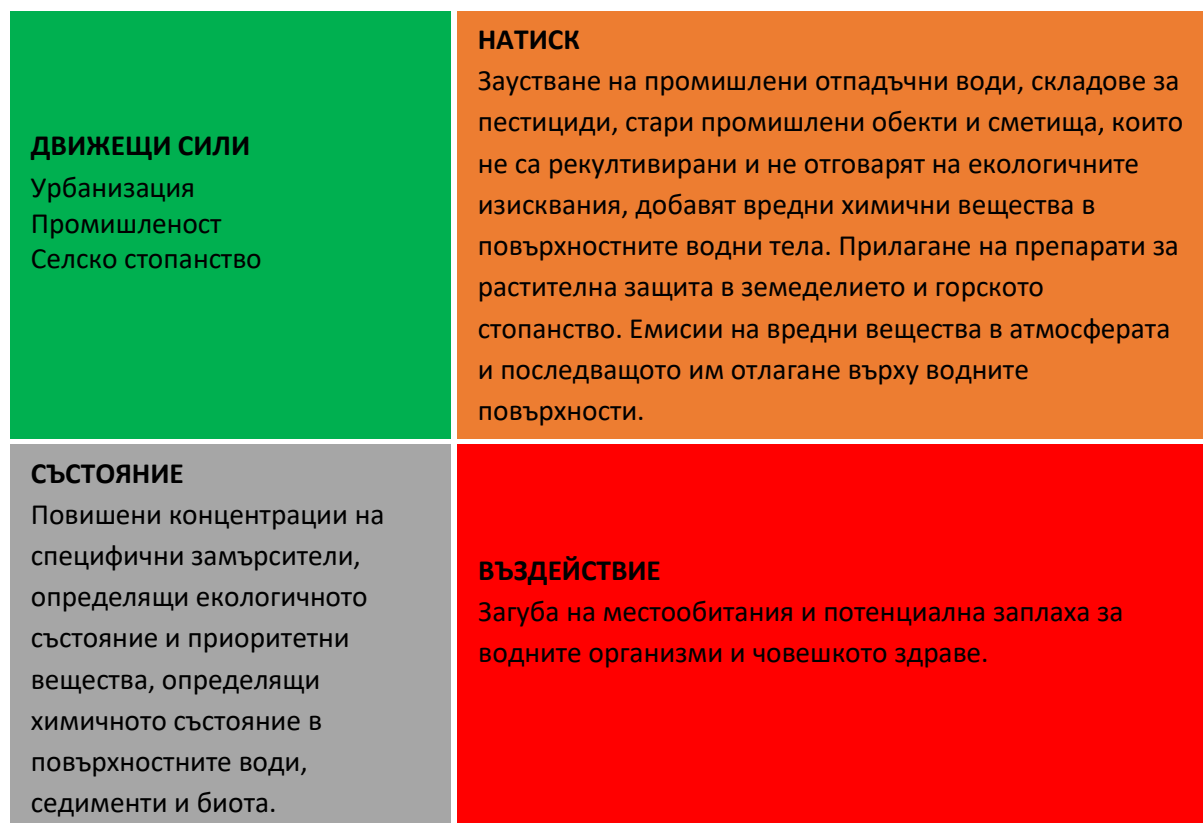 ДВИЖЕЩИ СИЛИ
Урбанизация
Промишленост
Селско стопанство
НАТИСК
Заустване на промишлени отпадъчни води, складове за
пестициди, стари промишлени обекти и сметища, които
не са рекултивирани и не отговарят на екологичните
изисквания, добавят вредни химични вещества в
повърхностните водни тела. Прилагане на препарати за
растителна защита в земеделието и горското
стопанство. Емисии на вредни вещества в атмосферата
и последващото им отлагане върху водните
повърхности.
СЪСТОЯНИЕ
Повишени концентрации на
специфични замърсители,
определящи екологичното
състояние и приоритетни
вещества, определящи
химичното състояние в
повърхностните води,
седименти и биота.
ВЪЗДЕЙСТВИЕ
Загуба на местообитания и потенциална заплаха за
водните организми и човешкото здраве.